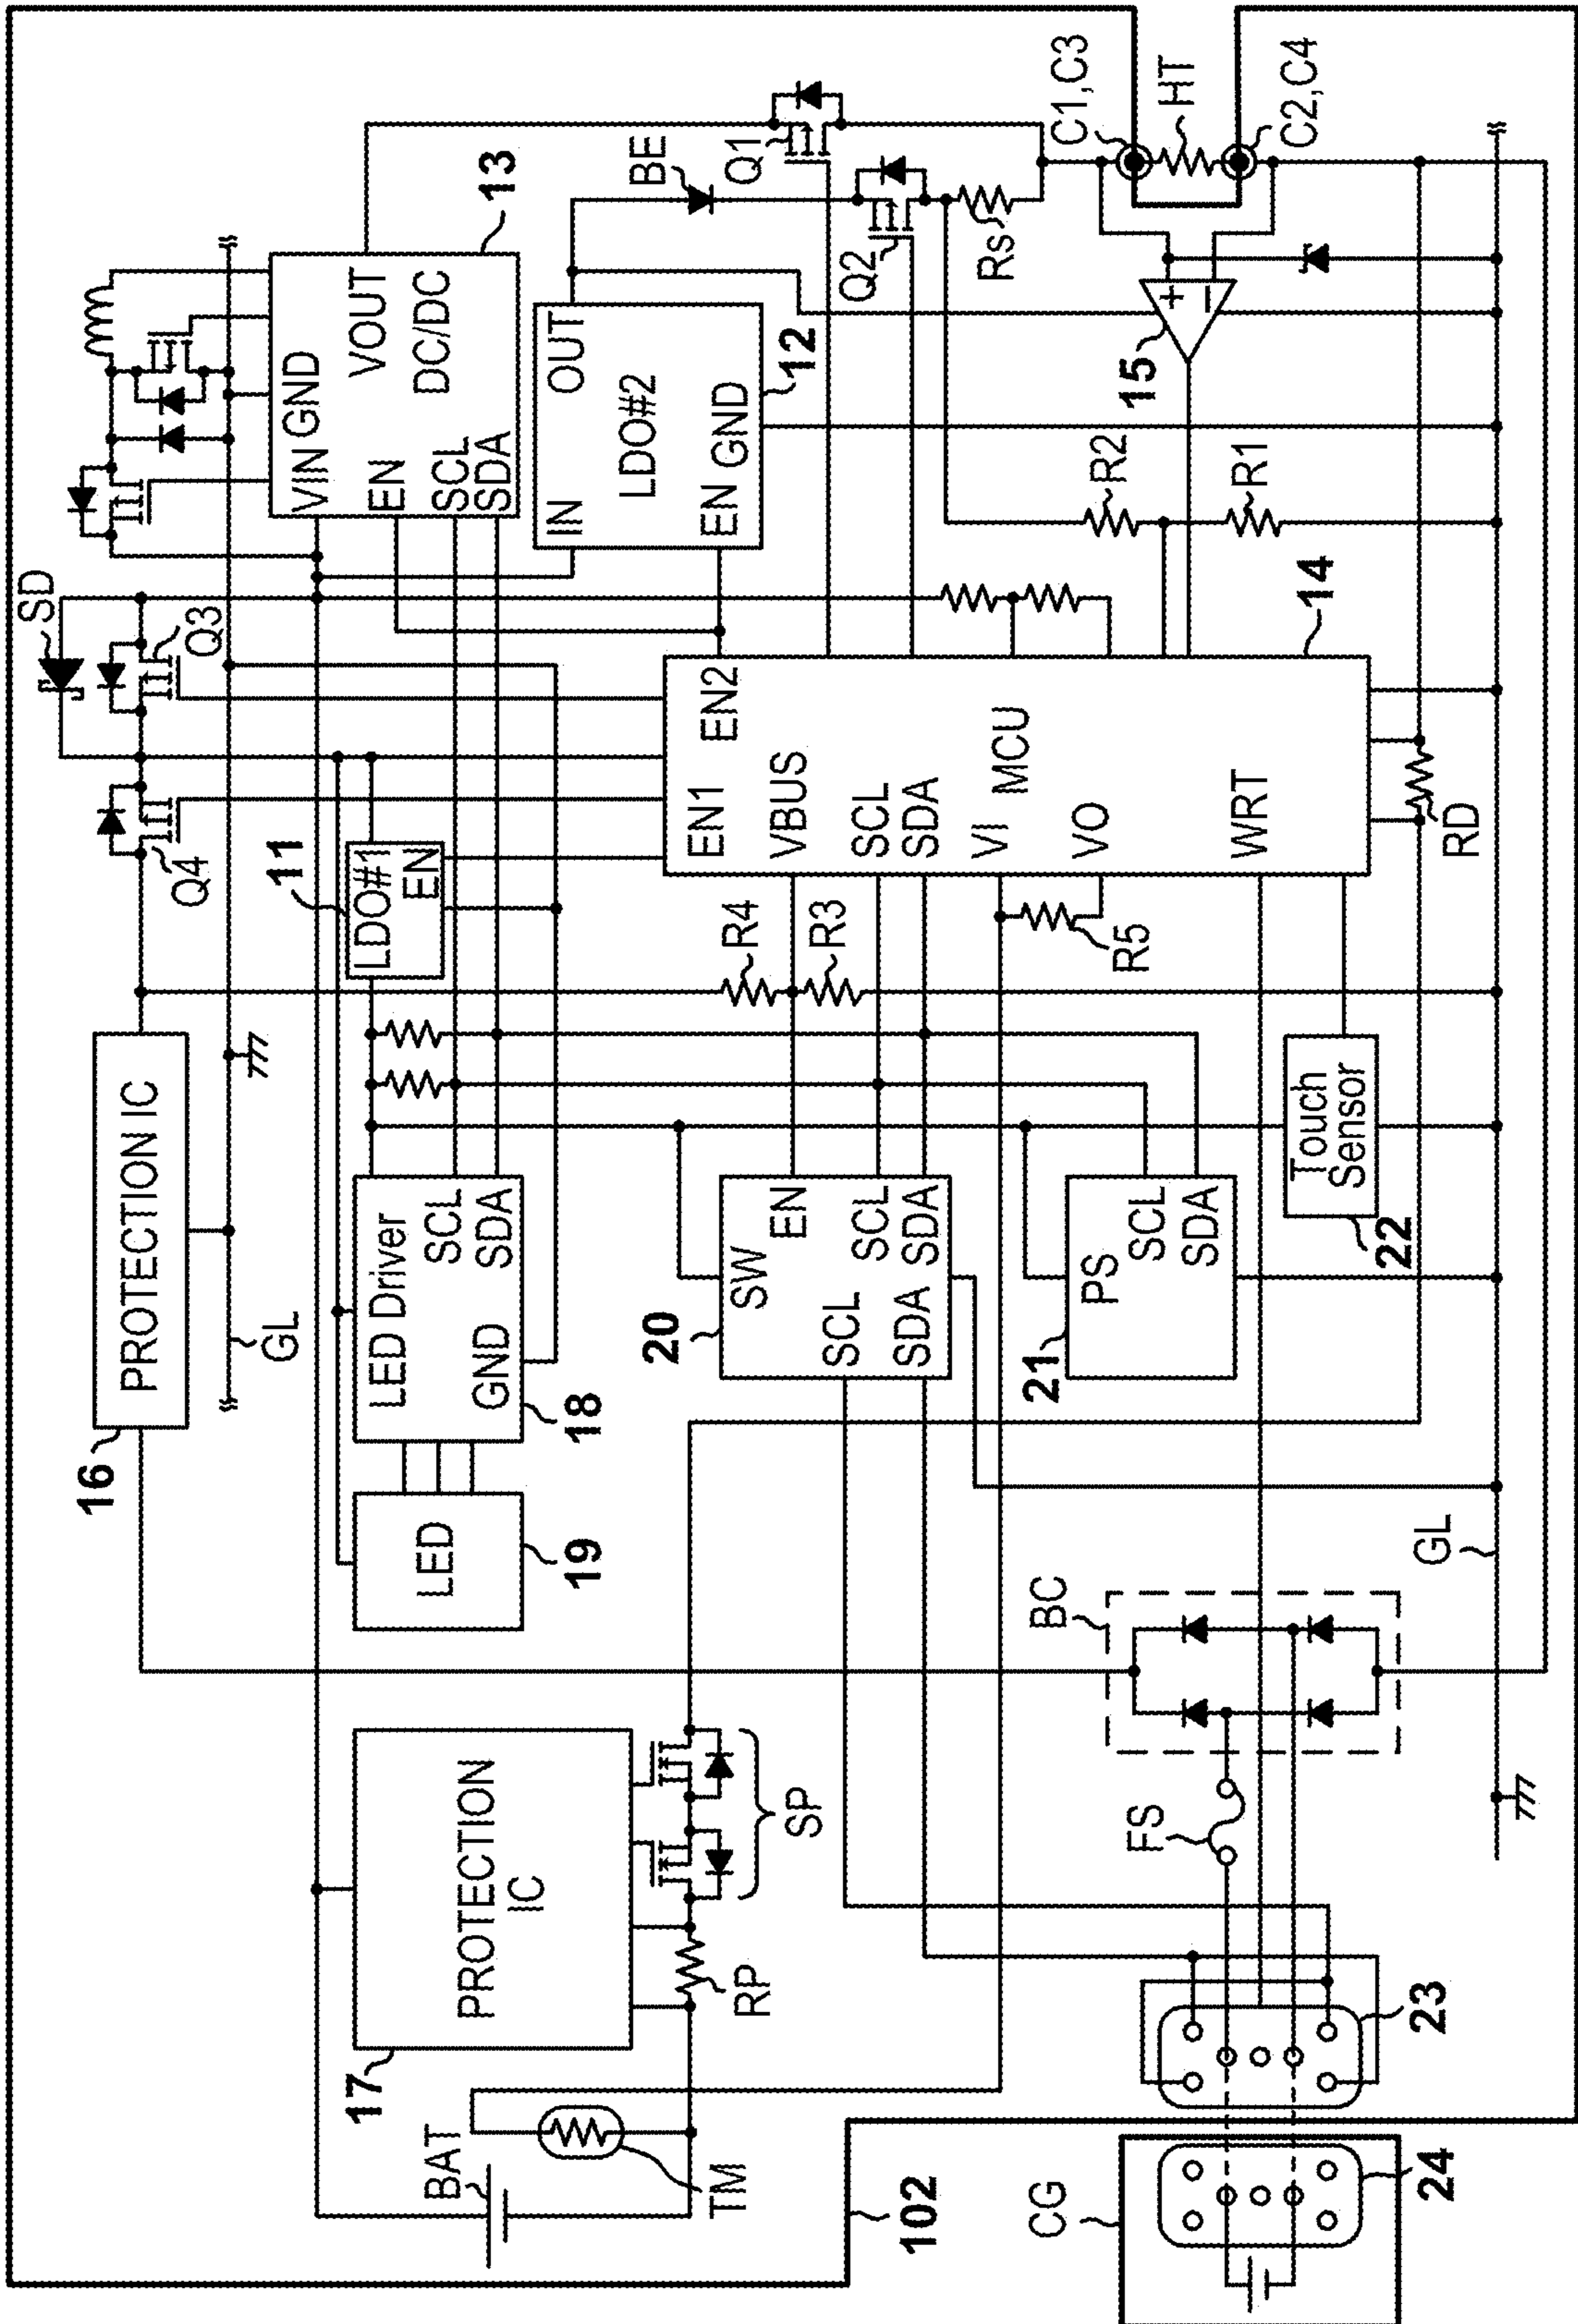 SD
Q3
Q4
11
LDO#1
EN
13
VIN
GND
VOUT
EN
DC/DC
SCL
SDA
IN
OUT
LDO#2
EN
GND
12
BE
Q1
Q2
Rs
C1,C3
HT
C2,C4
15
+
−
R2
R1
14
EN1
EN2
VBUS
SCL
SDA
VI
MCU
VO
WRT
RD
R4
R3
R5
PROTECTION IC
16
GL
LED Driver
SCL
SDA
GND
18
LED
19
20
SW
EN
SCL
SDA
SCL
SDA
21
PS
SCL
SDA
Touch
Sensor
22
GL
BC
FS
PROTECTION
IC
17
SP
RP
BAT
TM
102
23
CG
24